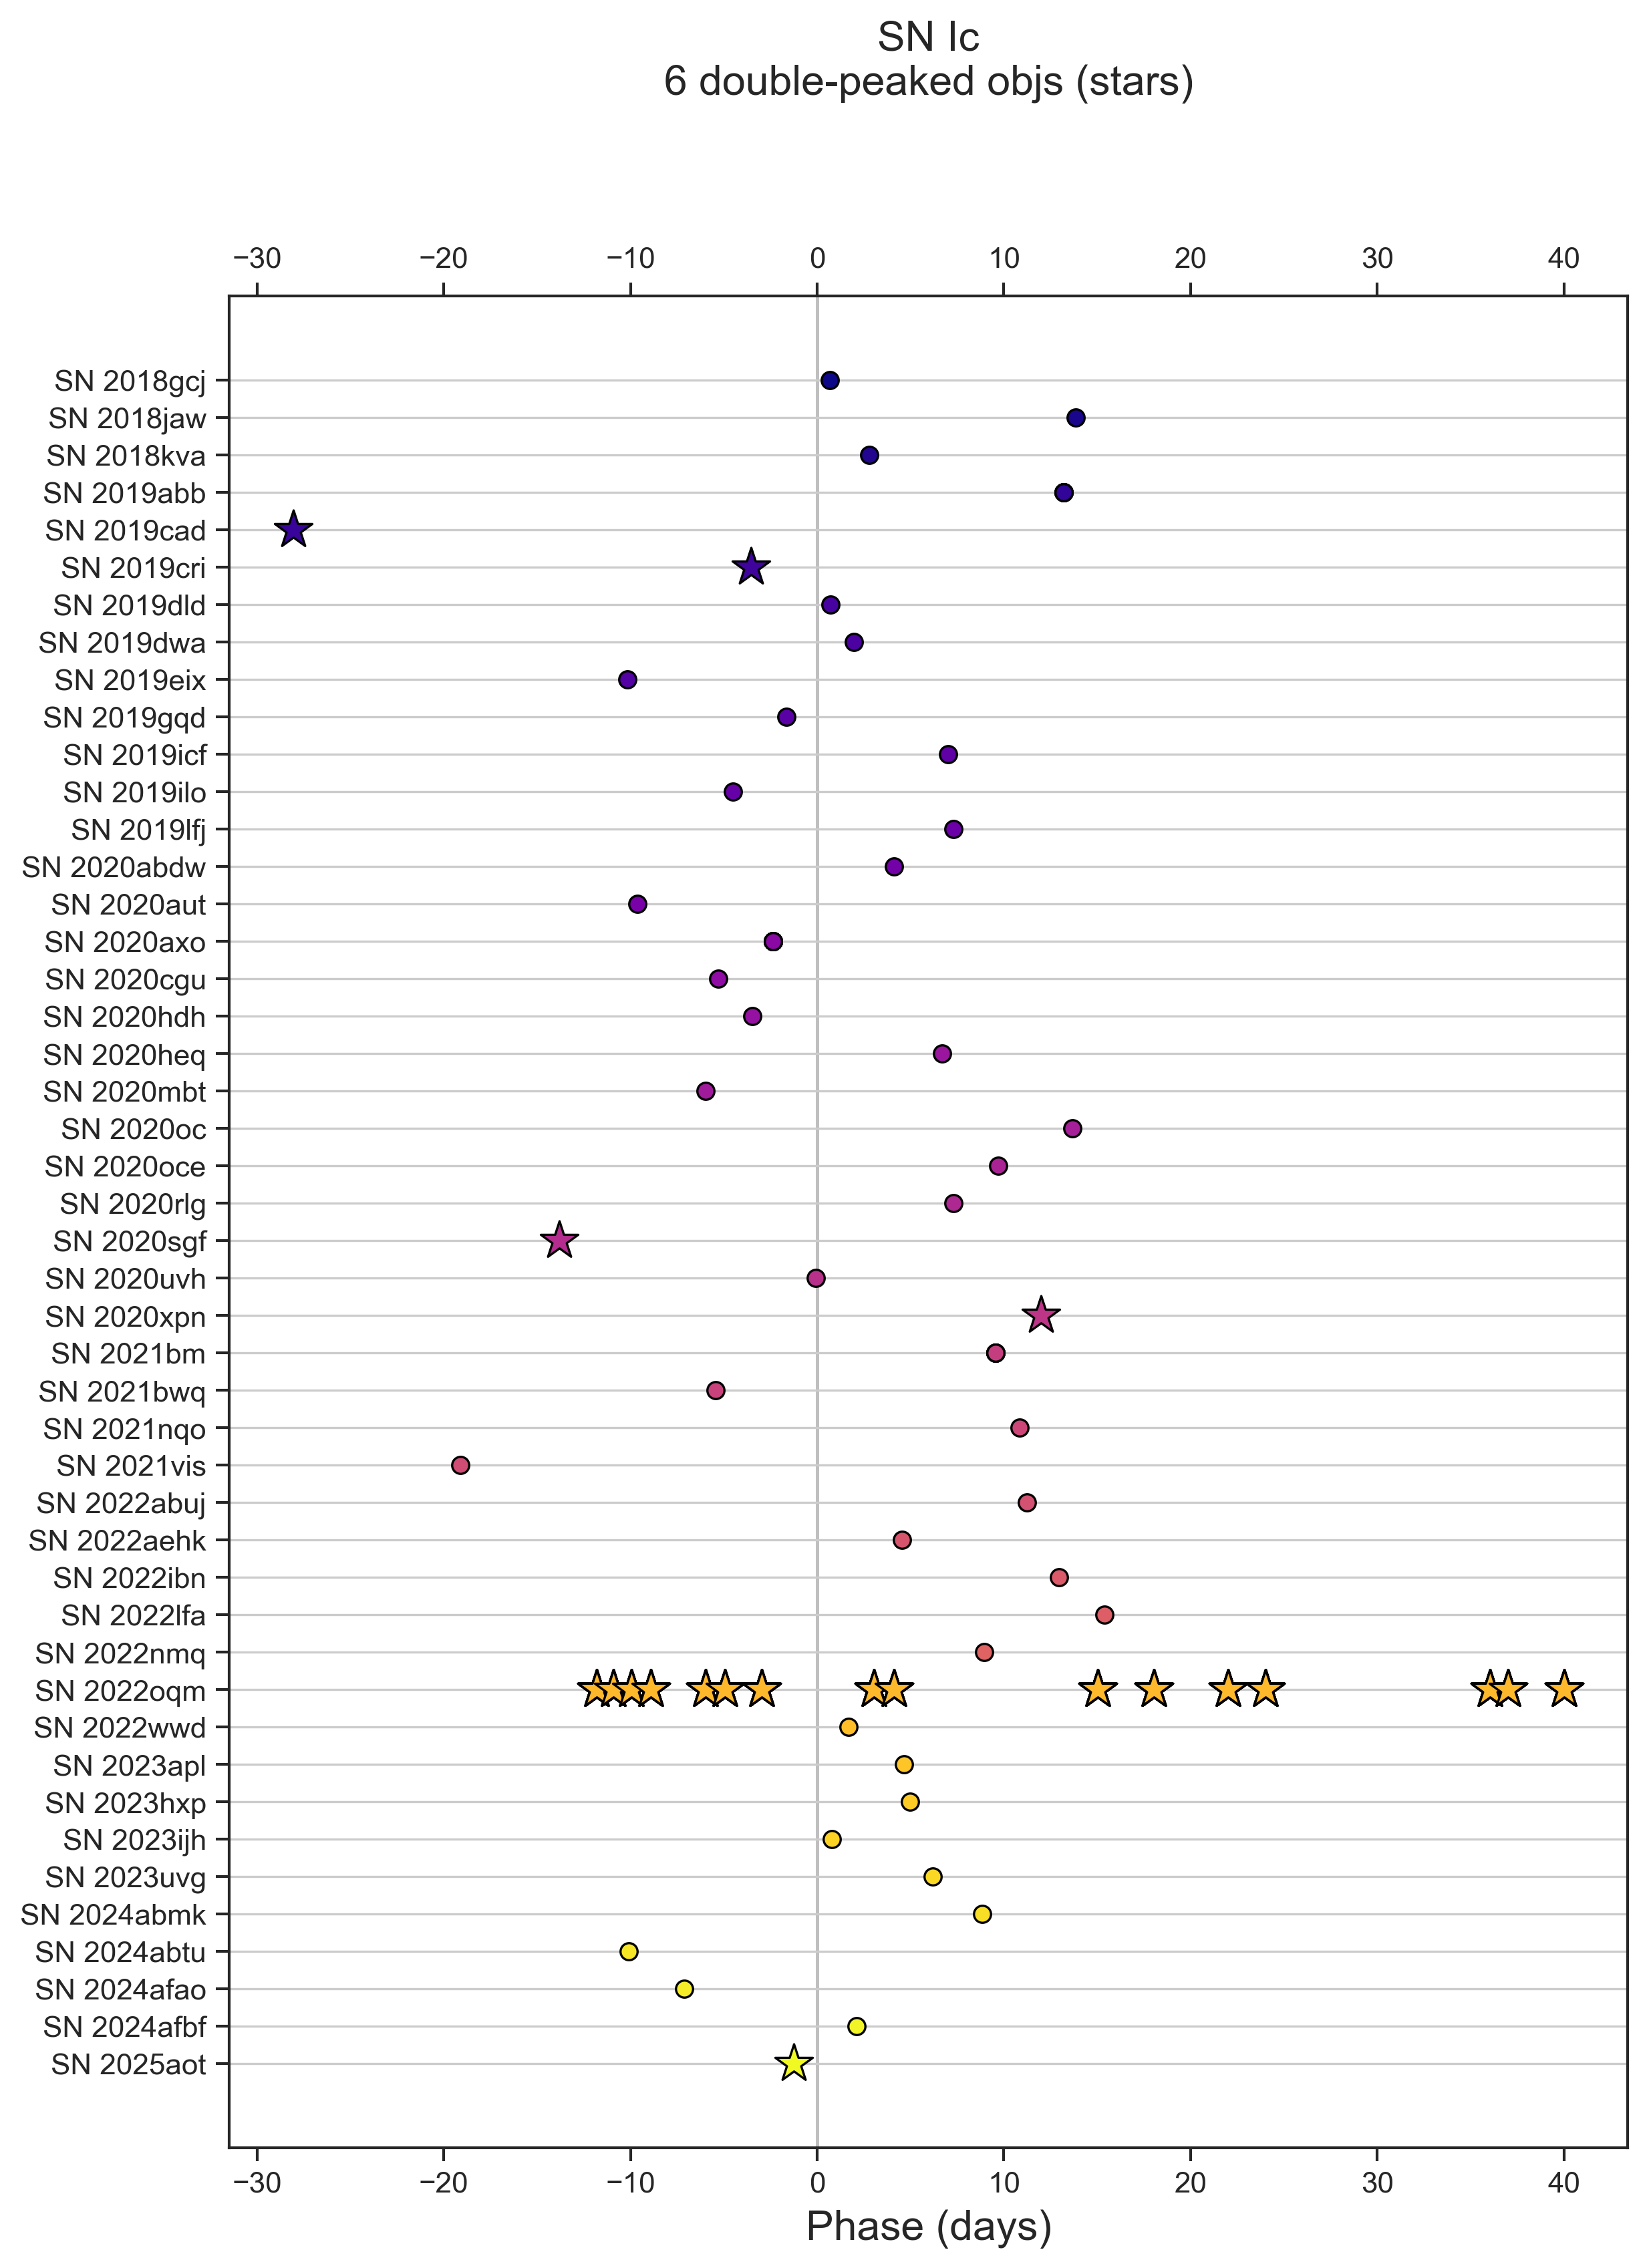 SN Ic
6 double-peaked objs (stars)
−30 −20 −10 0 10 20 30 40
SN 2018gcj
SN 2018jaw
SN 2018kva
SN 2019abb
SN 2019cad
SN 2019cri
SN 2019dld
SN 2019dwa
SN 2019eix
SN 2019gqd
SN 2019icf
SN 2019ilo
SN 2019lfj
SN 2020abdw
SN 2020aut
SN 2020axo
SN 2020cgu
SN 2020hdh
SN 2020heq
SN 2020mbt
SN 2020oc
SN 2020oce
SN 2020rlg
SN 2020sgf
SN 2020uvh
SN 2020xpn
SN 2021bm
SN 2021bwq
SN 2021nqo
SN 2021vis
SN 2022abuj
SN 2022aehk
SN 2022ibn
SN 2022lfa
SN 2022nmq
SN 2022oqm
SN 2022wwd
SN 2023apl
SN 2023hxp
SN 2023ijh
SN 2023uvg
SN 2024abmk
SN 2024abtu
SN 2024afao
SN 2024afbf
SN 2025aot
−30 −20 −10 0 10 20 30 40
Phase (days)